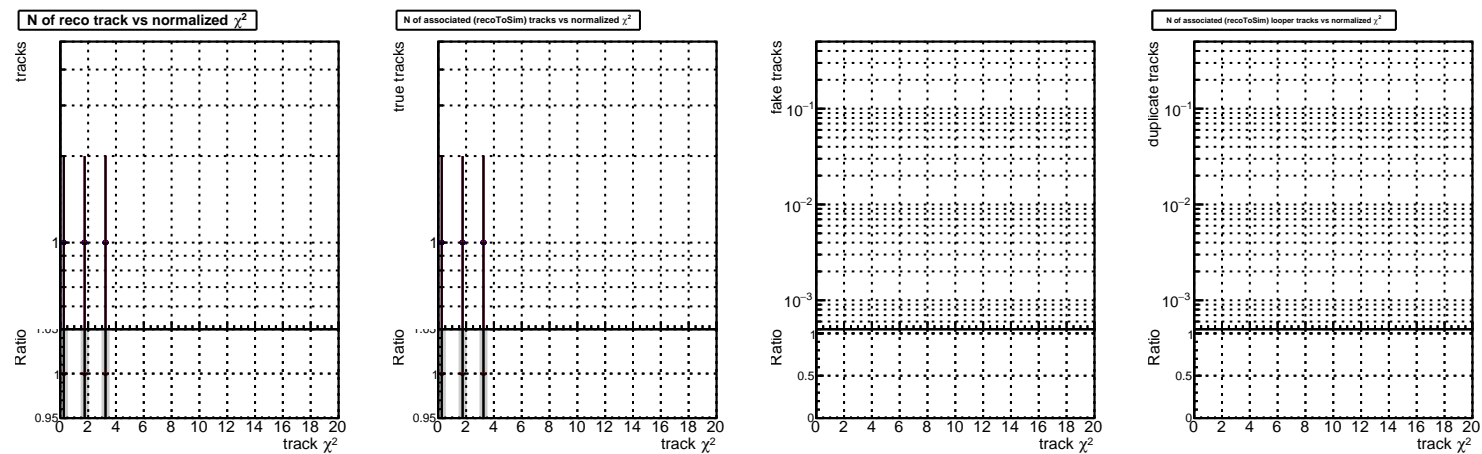 N of reco track vs normalized χ²
tracks
1
Ratio
1.05
1
0.95
0 2 4 6 8 10 12 14 16 18 20
track χ²
N of associated (recoToSim) tracks vs normalized χ²
true tracks
1
Ratio
1.05
1
0.95
0 2 4 6 8 10 12 14 16 18 20
track χ²
fake tracks
10⁻¹
10⁻²
10⁻³
Ratio
1
0.5
0
0 2 4 6 8 10 12 14 16 18 20
track χ²
N of associated (recoToSim) looper tracks vs normalized χ²
duplicate tracks
10⁻¹
10⁻²
10⁻³
Ratio
1
0.5
0
0 2 4 6 8 10 12 14 16 18 20
track χ²